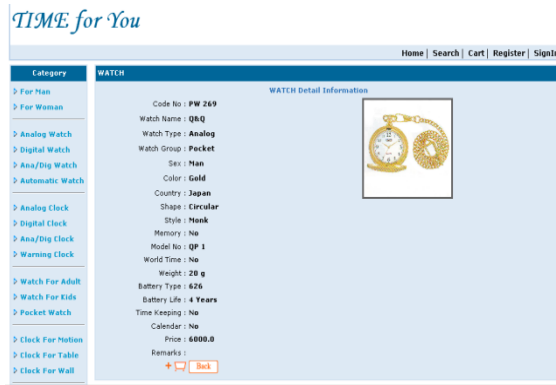 TIME for You
Home | Search | Cart | Register | SignIn
Category
For Man
For Woman
Analog Watch
Digital Watch
Ana/Dig Watch
Automatic Watch
Analog Clock
Digital Clock
Ana/Dig Clock
Warning Clock
Watch For Adult
Watch For Kids
Pocket Watch
Clock For Motion
Clock For Table
Clock For Wall
WATCH
WATCH Detail Information
Code No : PW 269
Watch Name : Q&Q
Watch Type : Analog
Watch Group : Pocket
Sex : Man
Color : Gold
Country : Japan
Shape : Circular
Style : Monk
Memory : No
Model No : QP 1
World Time : No
Weight : 20 g
Battery Type : 626
Battery Life : 4 Years
Time Keeping : No
Calendar : No
Price : 6000.0
Remarks :
Back